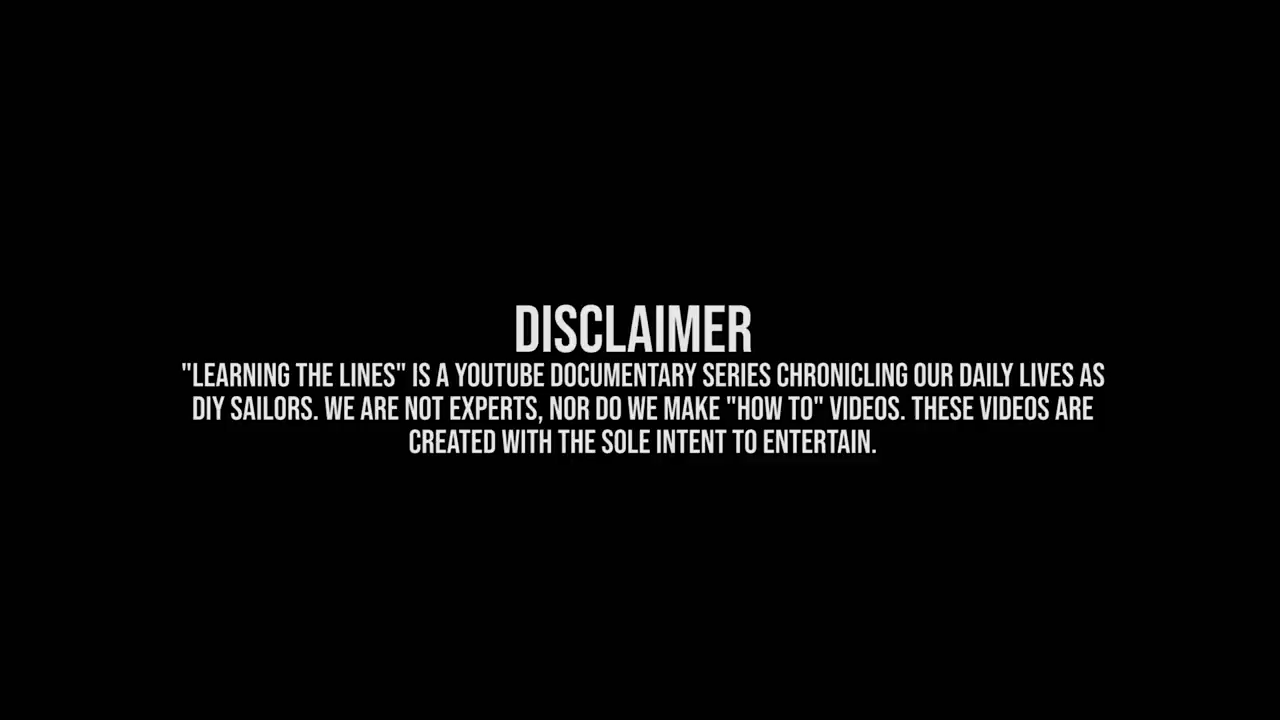 DISCLAIMER
"LEARNING THE LINES" IS A YOUTUBE DOCUMENTARY SERIES CHRONICLING OUR DAILY LIVES AS
DIY SAILORS. WE ARE NOT EXPERTS, NOR DO WE MAKE "HOW TO" VIDEOS. THESE VIDEOS ARE
CREATED WITH THE SOLE INTENT TO ENTERTAIN.